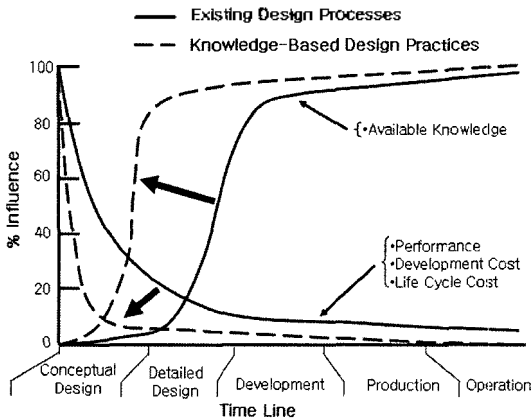 Existing Design Processes
Knowledge-Based Design Practices
100
80
60
40
20
0
% Influence
{•Available Knowledge
•Performance
•Development Cost
•Life Cycle Cost
Conceptual
Design
Detailed
Design
Development
Production
Operation
Time Line